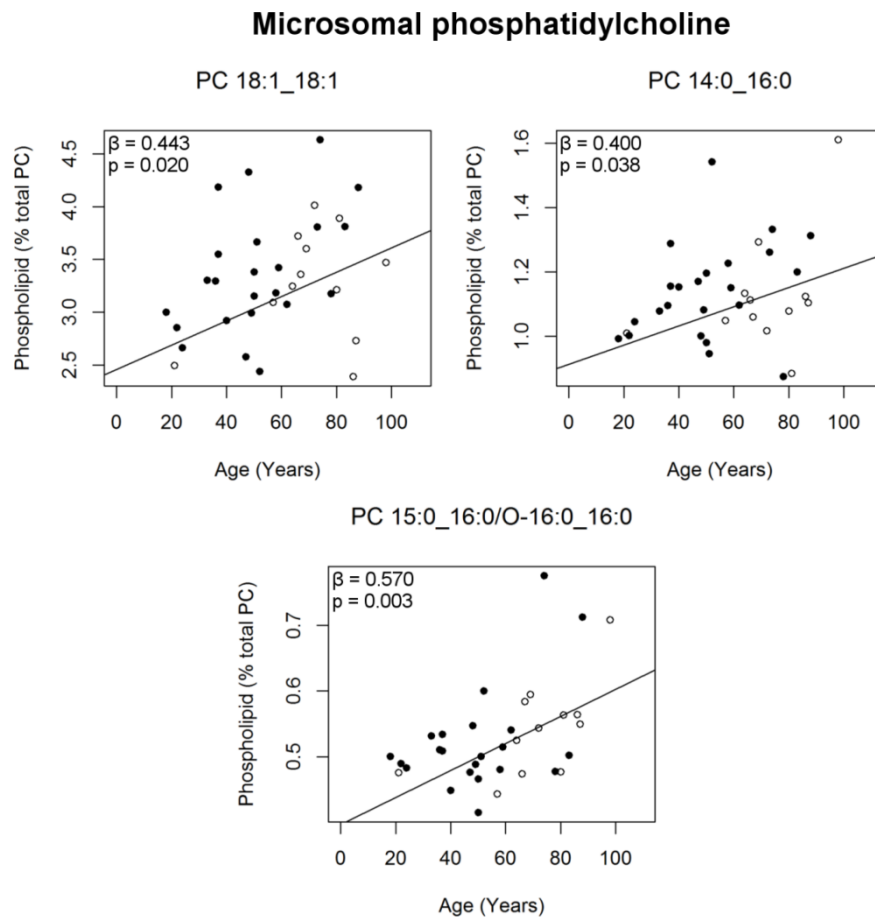 Microsomal phosphatidylcholine
PC 18:1_18:1
β = 0.443
p = 0.020
Phospholipid (% total PC)
4.5
4.0
3.5
3.0
2.5
0 20 40 60 80 100
Age (Years)
PC 14:0_16:0
β = 0.400
p = 0.038
Phospholipid (% total PC)
1.6
1.4
1.2
1.0
0 20 40 60 80 100
Age (Years)
PC 15:0_16:0/O-16:0_16:0
β = 0.570
p = 0.003
Phospholipid (% total PC)
0.7
0.6
0.5
0 20 40 60 80 100
Age (Years)